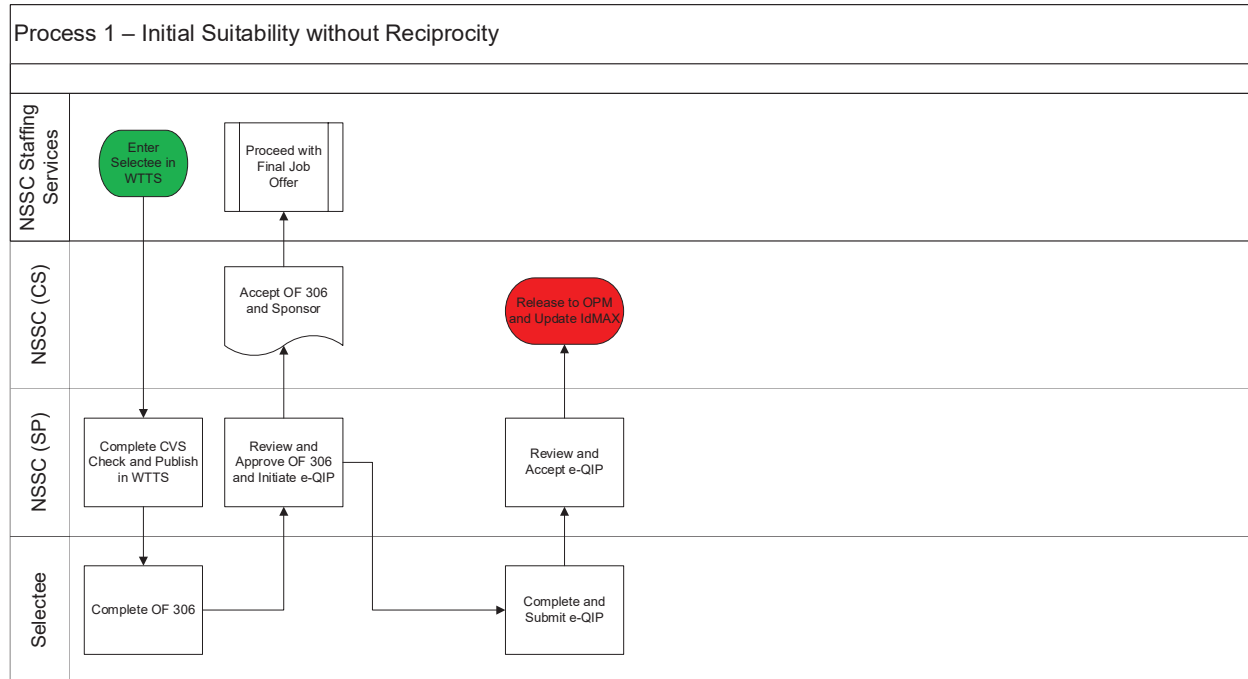 Process 1 – Initial Suitability without Reciprocity
NSSC Staffing
Services
Enter
Selectee in
WTTS
Proceed with
Final Job
Offer
NSSC (CS)
Accept OF 306
and Sponsor
Release to OPM
and Update IdMAX
NSSC (SP)
Complete CVS
Check and Publish
in WTTS
Review and
Approve OF 306
and Initiate e-QIP
Review and
Accept e-QIP
Selectee
Complete OF 306
Complete and
Submit e-QIP